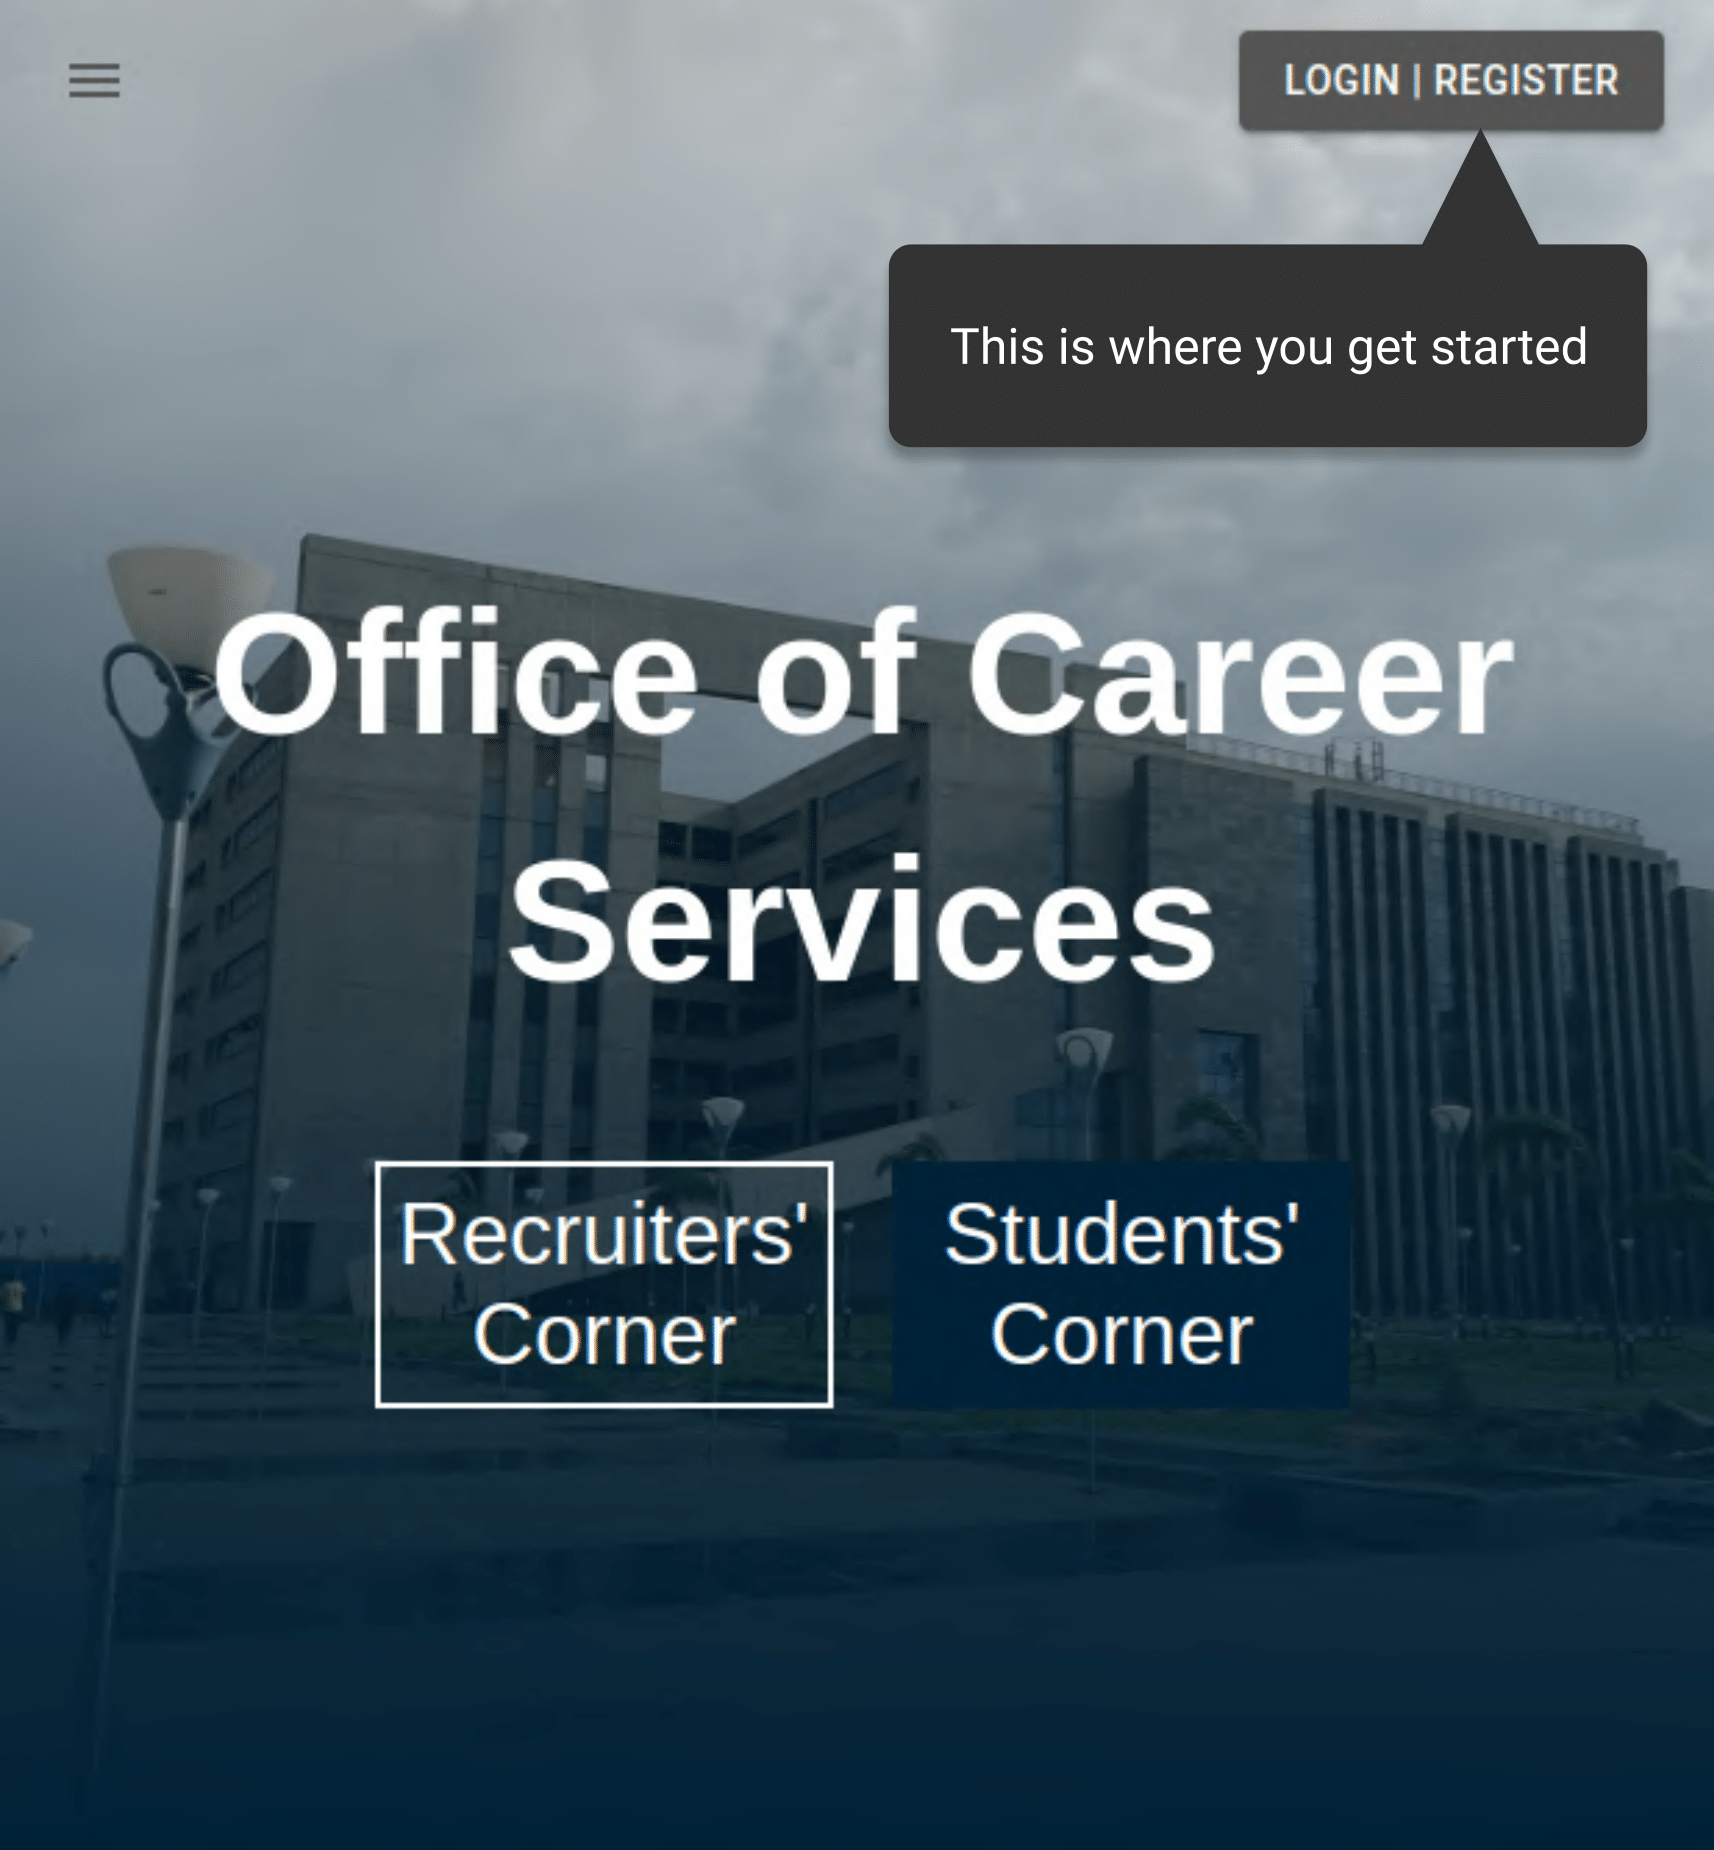 LOGIN | REGISTER
This is where you get started
Office of Career
Services
Recruiters'
Corner
Students'
Corner